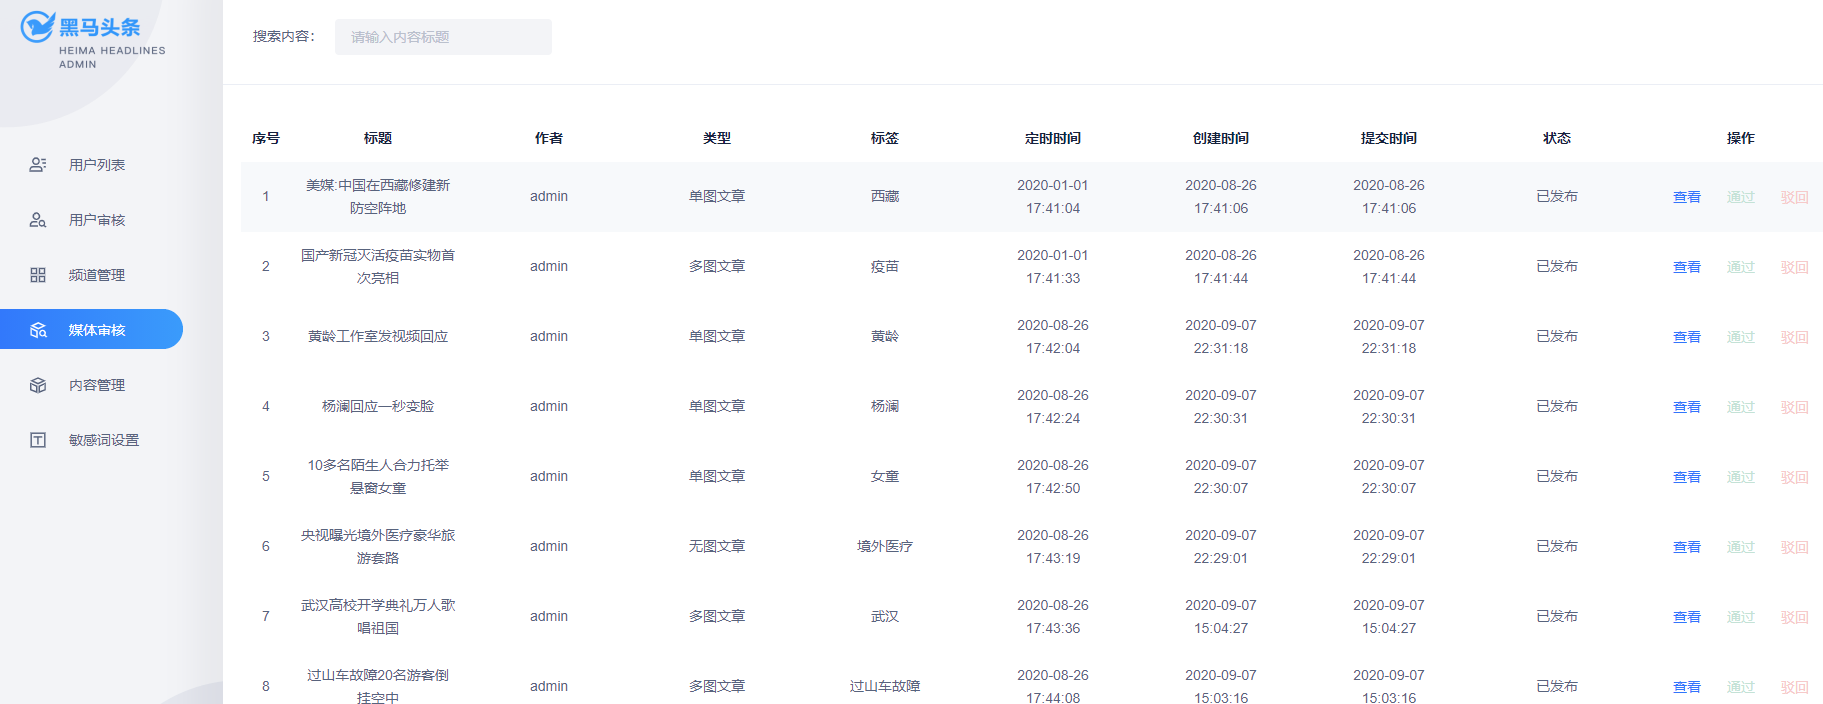 黑马头条
HEIMA HEADLINES
ADMIN
用户列表
用户审核
频道管理
媒体审核
内容管理
敏感词设置
搜索内容： 请输入内容标题
序号 标题 作者 类型 标签 定时时间 创建时间 提交时间 状态 操作
1 美媒:中国在西藏修建新 admin 单图文章 西藏 2020-01-01 2020-08-26 2020-08-26 已发布 查看 通过 驳回
防空阵地 17:41:04 17:41:06 17:41:06
2 国产新冠灭活疫苗实物首 admin 多图文章 疫苗 2020-01-01 2020-08-26 2020-08-26 已发布 查看 通过 驳回
次亮相 17:41:33 17:41:44 17:41:44
3 黄龄工作室发视频回应 admin 单图文章 黄龄 2020-08-26 2020-09-07 2020-09-07 已发布 查看 通过 驳回
17:42:04 22:31:18 22:31:18
4 杨澜回应一秒变脸 admin 单图文章 杨澜 2020-08-26 2020-09-07 2020-09-07 已发布 查看 通过 驳回
17:42:24 22:30:31 22:30:31
5 10多名陌生人合力托举 admin 单图文章 女童 2020-08-26 2020-09-07 2020-09-07 已发布 查看 通过 驳回
悬窗女童 17:42:50 22:30:07 22:30:07
6 央视曝光境外医疗豪华旅 admin 无图文章 境外医疗 2020-08-26 2020-09-07 2020-09-07 已发布 查看 通过 驳回
游套路 17:43:19 22:29:01 22:29:01
7 武汉高校开学典礼万人歌 admin 多图文章 武汉 2020-08-26 2020-09-07 2020-09-07 已发布 查看 通过 驳回
唱祖国 17:43:36 15:04:27 15:04:27
8 过山车故障20名游客倒 admin 多图文章 过山车故障 2020-08-26 2020-09-07 2020-09-07 已发布 查看 通过 驳回
挂空中 17:44:08 15:03:16 15:03:16